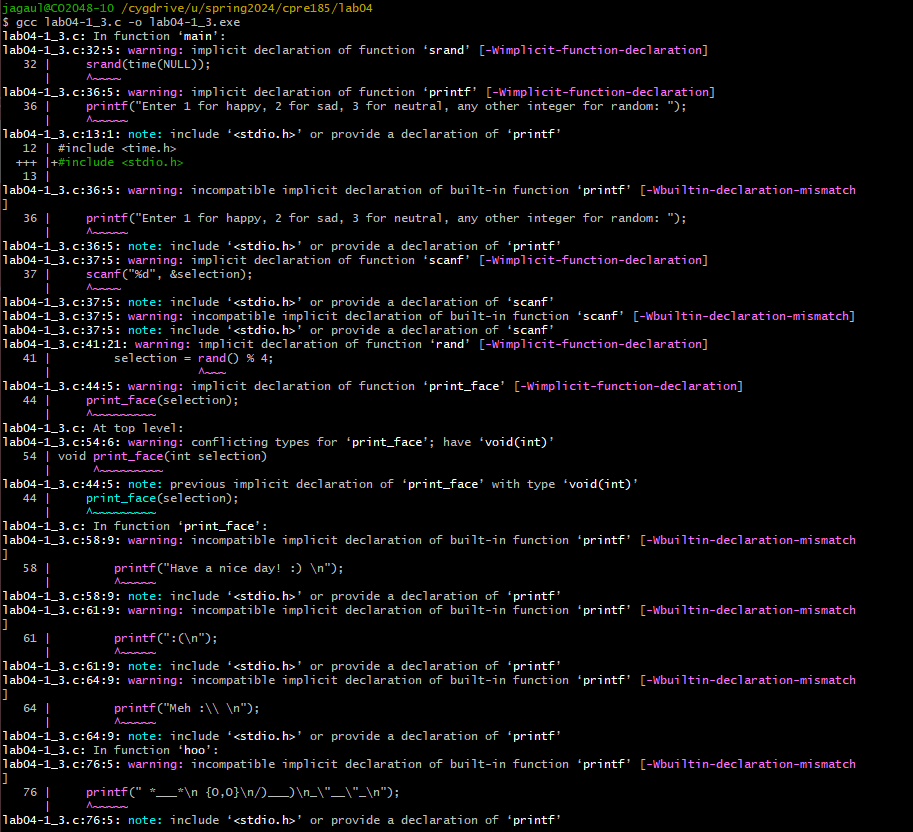 jagaul@CO2048-10 /cygdrive/u/spring2024/cpre185/lab04
$ gcc lab04-1_3.c -o lab04-1_3.exe
lab04-1_3.c: In function ‘main’:
lab04-1_3.c:32:5: warning: implicit declaration of function ‘srand’ [-Wimplicit-function-declaration]
   32 |     srand(time(NULL));
      |     ^~~~~
lab04-1_3.c:36:5: warning: implicit declaration of function ‘printf’ [-Wimplicit-function-declaration]
   36 |     printf("Enter 1 for happy, 2 for sad, 3 for neutral, any other integer for random: ");
      |     ^~~~~~
lab04-1_3.c:13:1: note: include ‘<stdio.h>’ or provide a declaration of ‘printf’
   12 | #include <time.h>
  +++ |+#include <stdio.h>
   13 |
lab04-1_3.c:36:5: warning: incompatible implicit declaration of built-in function ‘printf’ [-Wbuiltin-declaration-mismatch
]
   36 |     printf("Enter 1 for happy, 2 for sad, 3 for neutral, any other integer for random: ");
      |     ^~~~~~
lab04-1_3.c:36:5: note: include ‘<stdio.h>’ or provide a declaration of ‘printf’
lab04-1_3.c:37:5: warning: implicit declaration of function ‘scanf’ [-Wimplicit-function-declaration]
   37 |     scanf("%d", &selection);
      |     ^~~~~
lab04-1_3.c:37:5: note: include ‘<stdio.h>’ or provide a declaration of ‘scanf’
lab04-1_3.c:37:5: warning: incompatible implicit declaration of built-in function ‘scanf’ [-Wbuiltin-declaration-mismatch]
lab04-1_3.c:37:5: note: include ‘<stdio.h>’ or provide a declaration of ‘scanf’
lab04-1_3.c:41:21: warning: implicit declaration of function ‘rand’ [-Wimplicit-function-declaration]
   41 |         selection = rand() % 4;
      |                     ^~~~
lab04-1_3.c:44:5: warning: implicit declaration of function ‘print_face’ [-Wimplicit-function-declaration]
   44 |     print_face(selection);
      |     ^~~~~~~~~~
lab04-1_3.c: At top level:
lab04-1_3.c:54:6: warning: conflicting types for ‘print_face’; have ‘void(int)’
   54 | void print_face(int selection)
      |      ^~~~~~~~~~
lab04-1_3.c:44:5: note: previous implicit declaration of ‘print_face’ with type ‘void(int)’
   44 |     print_face(selection);
      |     ^~~~~~~~~~
lab04-1_3.c: In function ‘print_face’:
lab04-1_3.c:58:9: warning: incompatible implicit declaration of built-in function ‘printf’ [-Wbuiltin-declaration-mismatch
]
   58 |         printf("Have a nice day! :) \n");
      |         ^~~~~~
lab04-1_3.c:58:9: note: include ‘<stdio.h>’ or provide a declaration of ‘printf’
lab04-1_3.c:61:9: warning: incompatible implicit declaration of built-in function ‘printf’ [-Wbuiltin-declaration-mismatch
]
   61 |         printf(":(\n");
      |         ^~~~~~
lab04-1_3.c:61:9: note: include ‘<stdio.h>’ or provide a declaration of ‘printf’
lab04-1_3.c:64:9: warning: incompatible implicit declaration of built-in function ‘printf’ [-Wbuiltin-declaration-mismatch
]
   64 |         printf("Meh :\\ \n");
      |         ^~~~~~
lab04-1_3.c:64:9: note: include ‘<stdio.h>’ or provide a declaration of ‘printf’
lab04-1_3.c: In function ‘hoo’:
lab04-1_3.c:76:5: warning: incompatible implicit declaration of built-in function ‘printf’ [-Wbuiltin-declaration-mismatch
]
   76 |     printf(" *___*\n {O,O}\n/)___)\n_\"__\"_\n");
      |     ^~~~~~
lab04-1_3.c:76:5: note: include ‘<stdio.h>’ or provide a declaration of ‘printf’